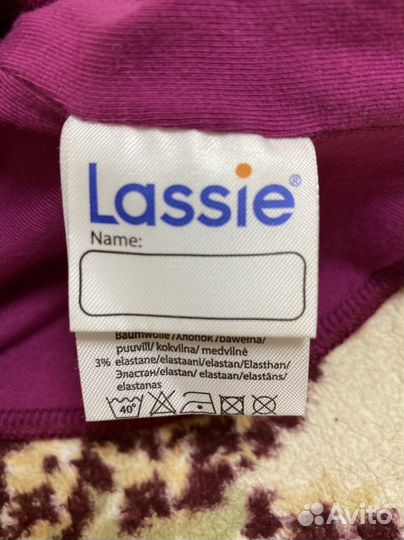 Lassie®
Name:
Baumwolle/хлопок/bawełna/
puuvill/ kokvilna/ medvilnė
3% elastane/elastaani/elastan/Elasthan/
Эластан/elastan/ elastaan/elastāns/
elastanas
40°
Avito